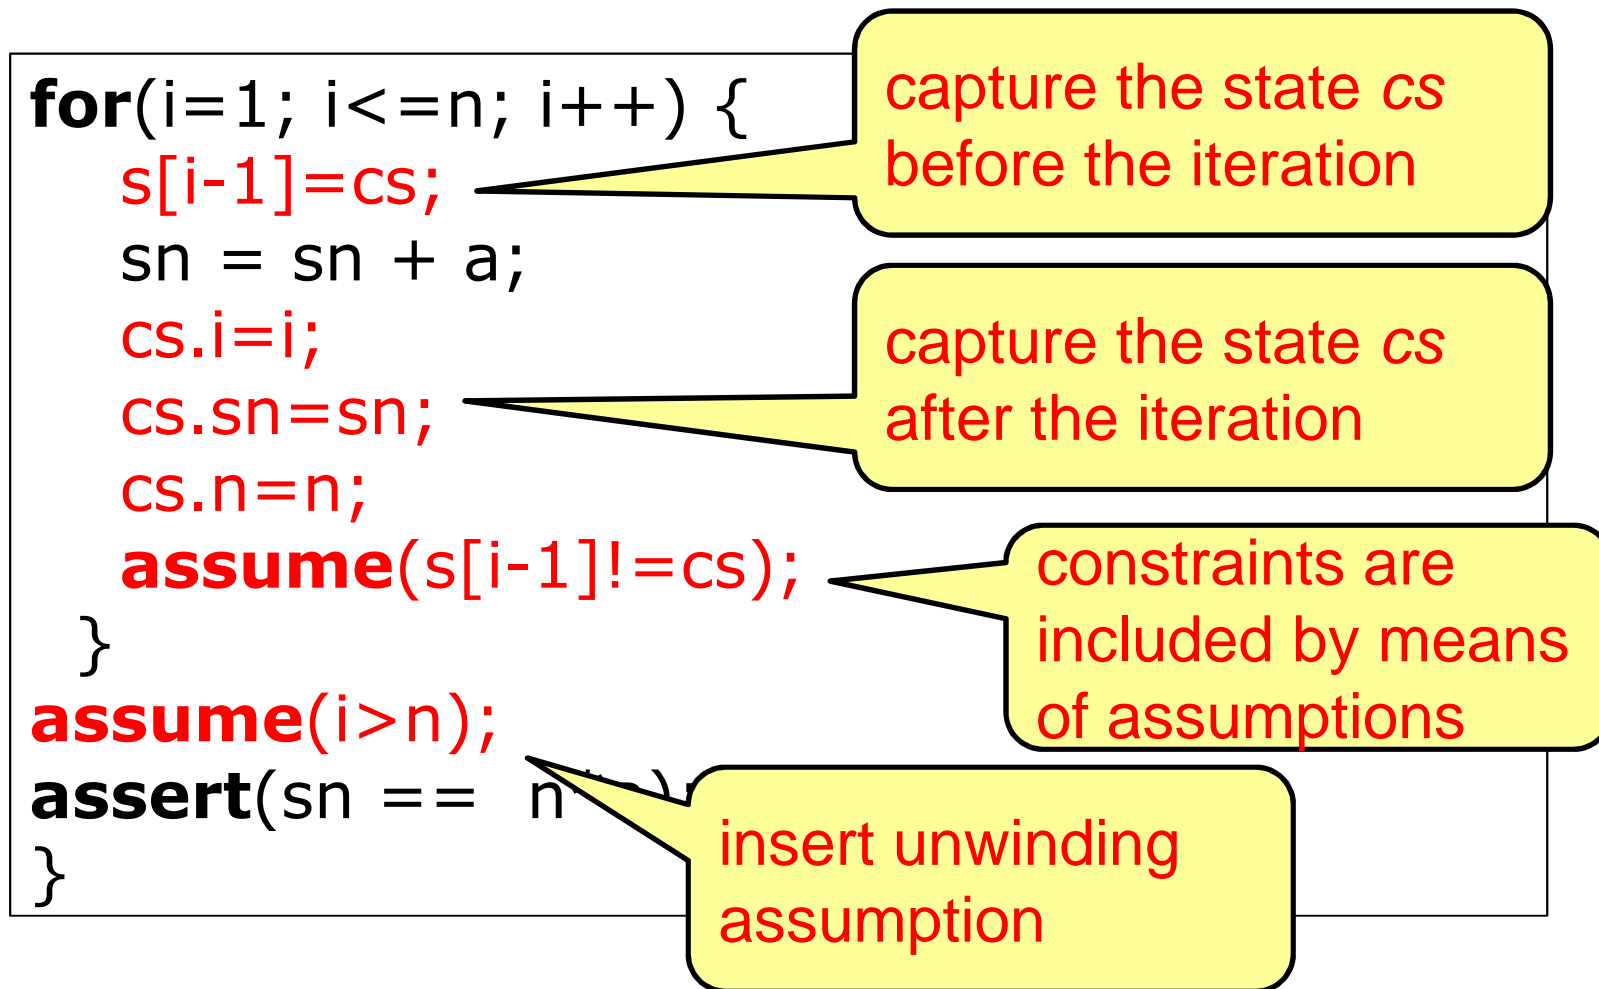 for(i=1; i<=n; i++) {
s[i-1]=cs;
sn = sn + a;
cs.i=i;
cs.sn=sn;
cs.n=n;
assume(s[i-1]!=cs);
}
assume(i>n);
assert(sn == n
}
capture the state cs
before the iteration
capture the state cs
after the iteration
constraints are
included by means
of assumptions
insert unwinding
assumption